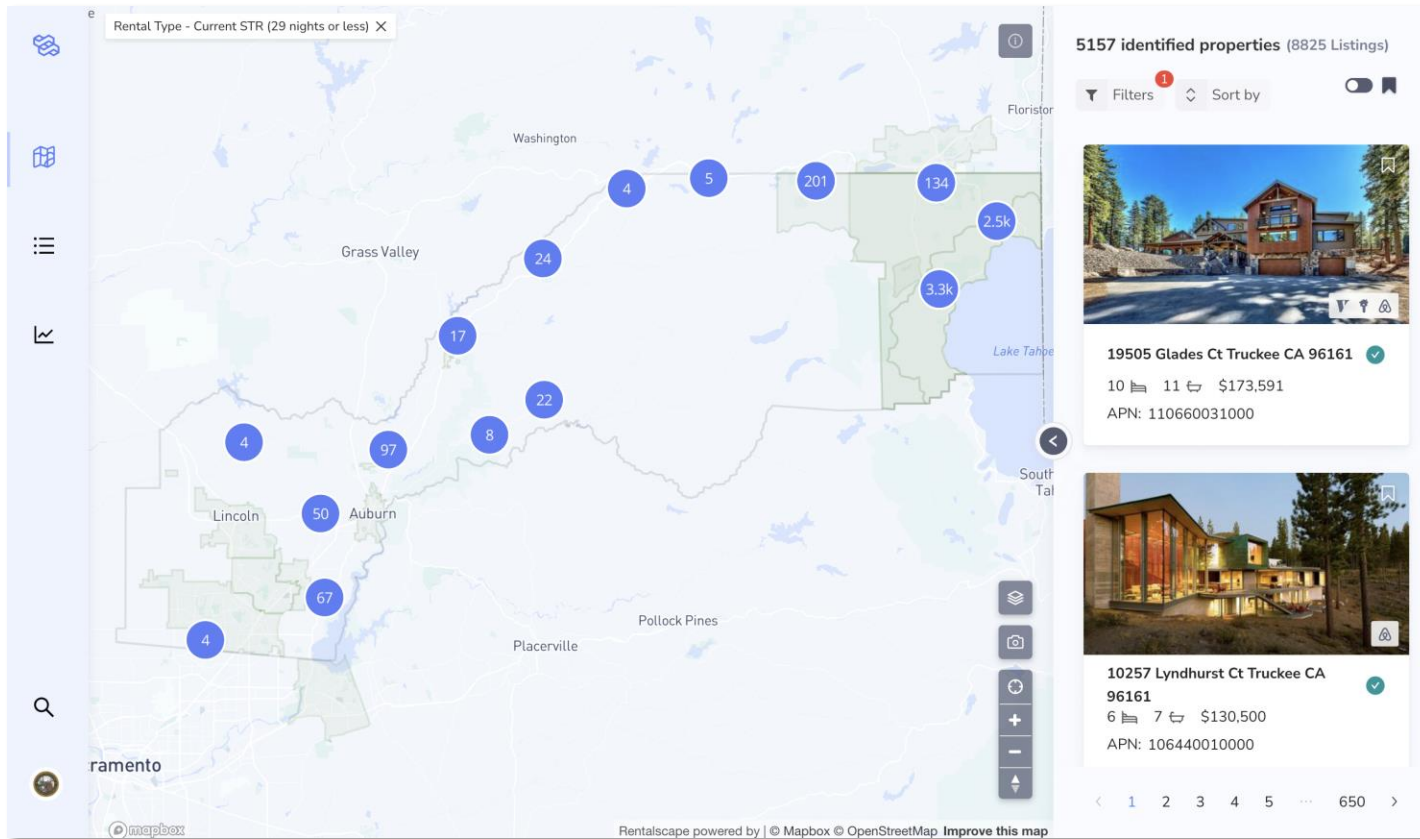 e
Rental Type - Current STR (29 nights or less) ×
Floriston
Washington
4
5
201
134
2.5k
Grass Valley
24
3.3k
17
Lake Tahoe
22
8
4
97
South
Tah
Lincoln
50
Auburn
67
Pollock Pines
4
Placerville
ramento
mapbox
Rentalscape powered by | © Mapbox © OpenStreetMap Improve this map
5157 identified properties (8825 Listings)
1
Filters
Sort by
19505 Glades Ct Truckee CA 96161
10 11 $173,591
APN: 110660031000
10257 Lyndhurst Ct Truckee CA
96161
6 7 $130,500
APN: 106440010000
< 1 2 3 4 5 ··· 650 >